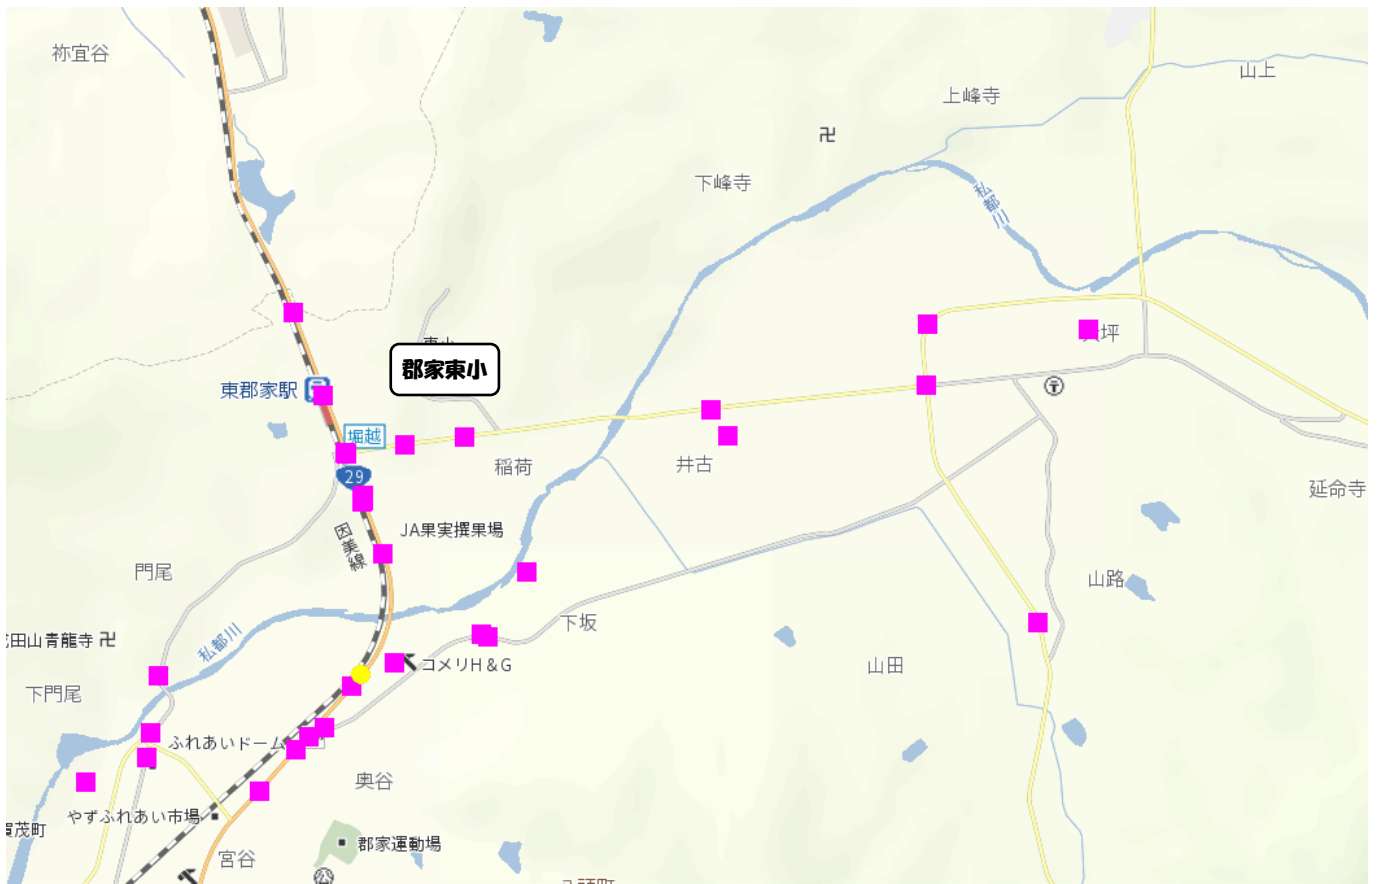 祢宜谷
山上
上峰寺
下峰寺
私都川
東郡家駅
郡家東小
坪
堀越
29
稲荷
井古
延命寺
因美線
JA果実撰果場
門尾
山路
下坂
私都川
田山青龍寺
コメリH＆G
山田
下門尾
ふれあいドーム
奥谷
やずふれあい市場
茂町
郡家運動場
宮谷
公